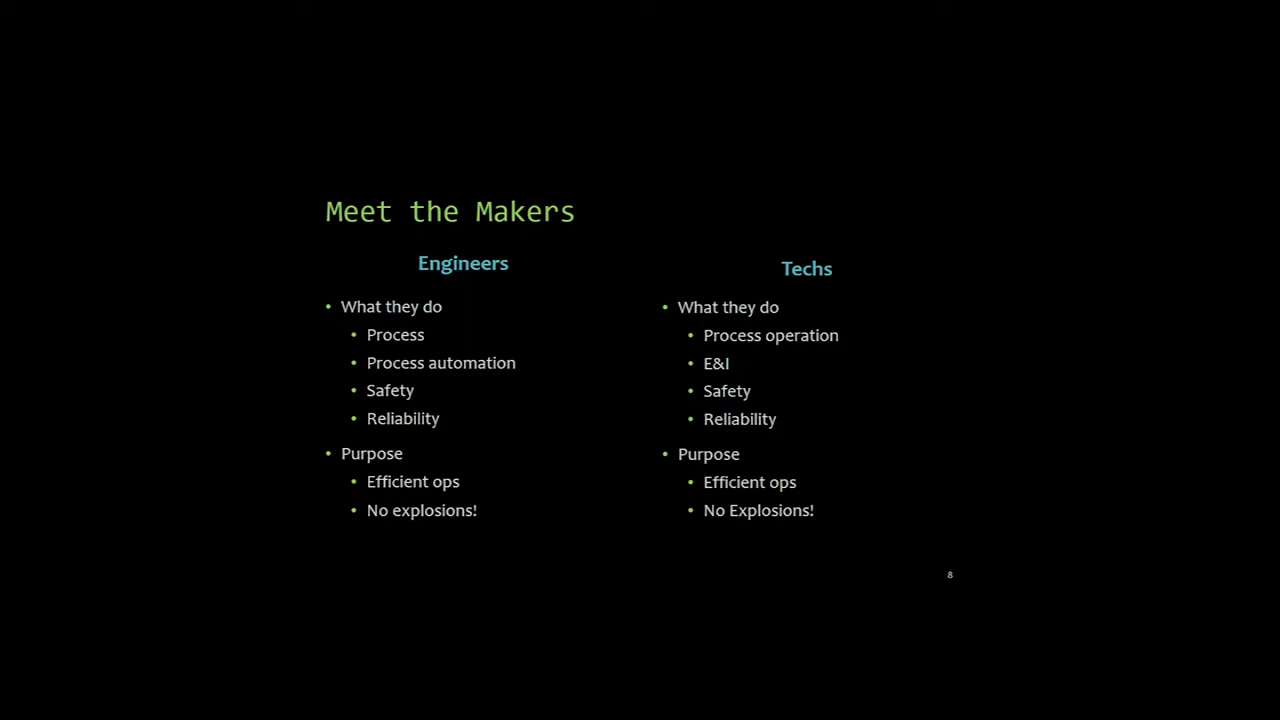 Meet the Makers
Engineers
• What they do
• Process
• Process automation
• Safety
• Reliability
• Purpose
• Efficient ops
• No explosions!
Techs
• What they do
• Process operation
• E&I
• Safety
• Reliability
• Purpose
• Efficient ops
• No Explosions!
8